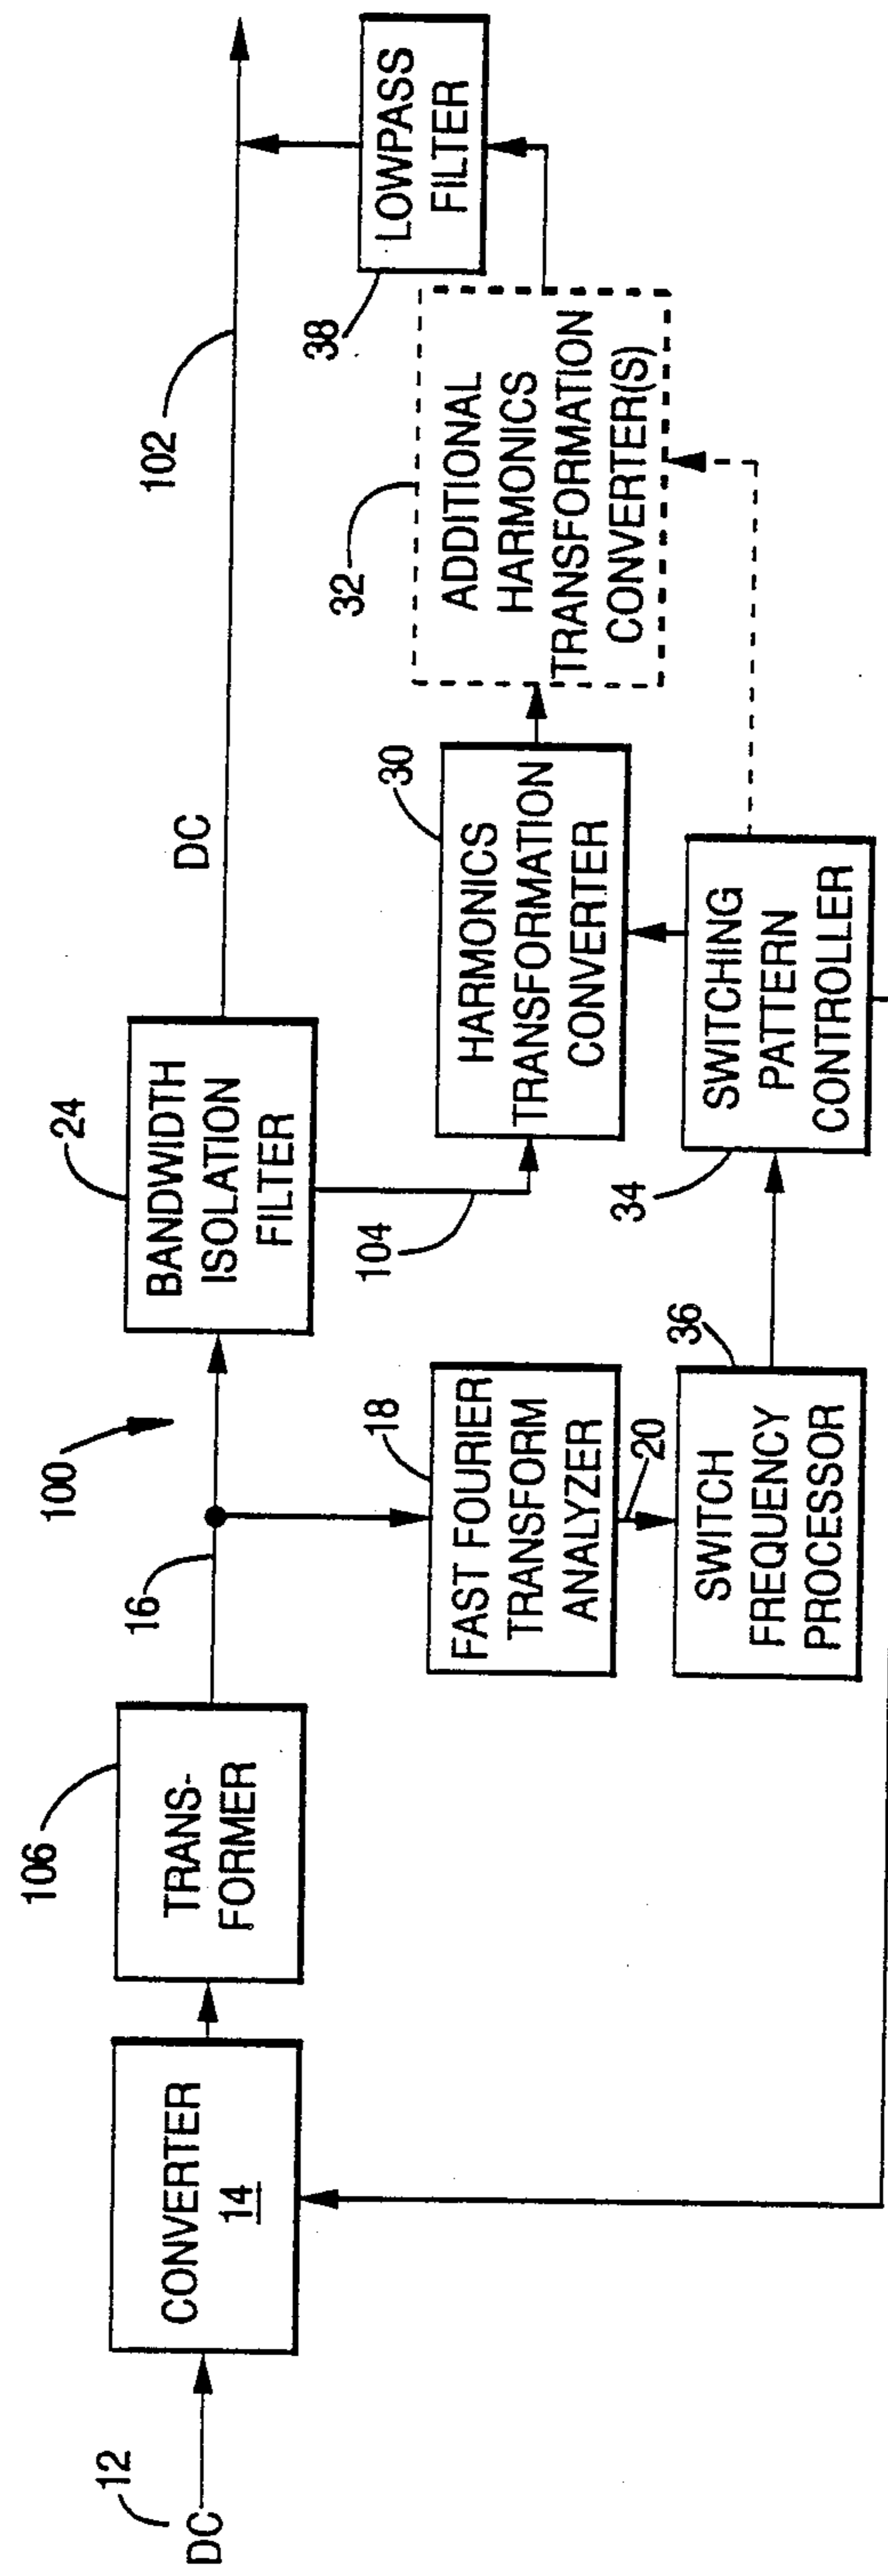 12
DC
CONVERTER
14
106
TRANS-
FORMER
16
100
24
BANDWIDTH
ISOLATION
FILTER
DC
102
104
18
FAST FOURIER
TRANSFORM
ANALYZER
20
36
SWITCH
FREQUENCY
PROCESSOR
34
SWITCHING
PATTERN
CONTROLLER
30
HARMONICS
TRANSFORMATION
CONVERTER
32
ADDITIONAL
HARMONICS
TRANSFORMATION
CONVERTER(S)
38
LOWPASS
FILTER